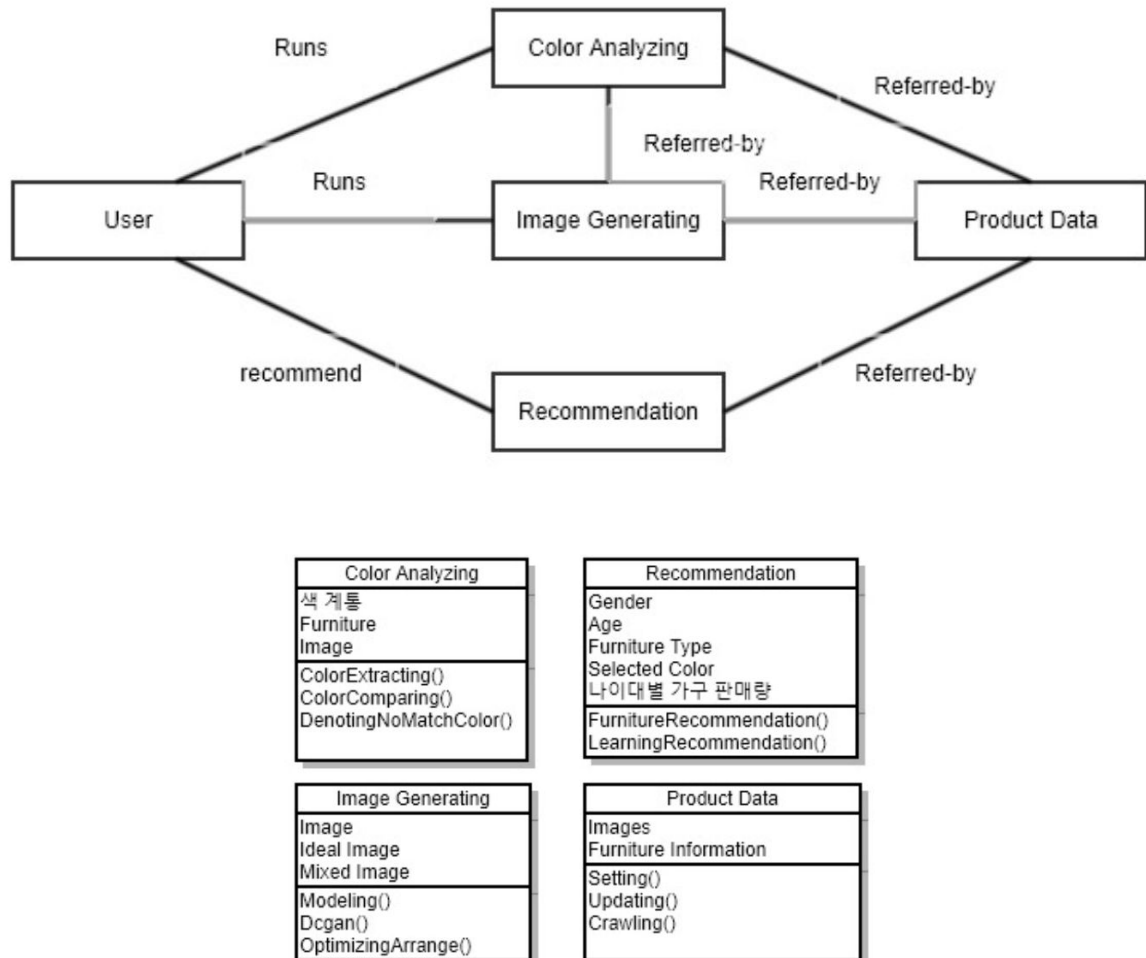 Color Analyzing
Runs
Referred-by
Referred-by
Runs
Referred-by
User
Image Generating
Product Data
recommend
Referred-by
Recommendation
Color Analyzing
색 계통
Furniture
Image
ColorExtracting()
ColorComparing()
DenotingNoMatchColor()
Recommendation
Gender
Age
Furniture Type
Selected Color
나이대별 가구 판매량
FurnitureRecommendation()
LearningRecommendation()
Image Generating
Image
Ideal Image
Mixed Image
Modeling()
Dcgan()
OptimizingArrange()
Product Data
Images
Furniture Information
Setting()
Updating()
Crawling()